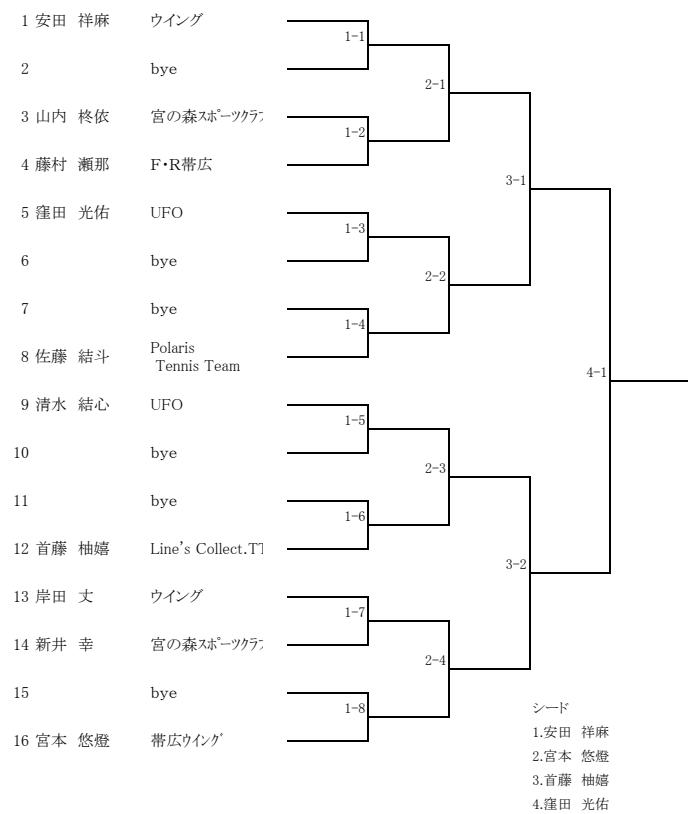 1 安田 祥麻 ウイング
1-1
2 bye
2-1
3 山内 柊依 宮の森スポーツクラブ
1-2
4 藤村 瀬那 F・R帯広
3-1
5 窪田 光佑 UFO
1-3
6 bye
2-2
7 bye
1-4
8 佐藤 結斗 Polaris
Tennis Team
4-1
9 清水 結心 UFO
1-5
10 bye
2-3
11 bye
1-6
12 首藤 柚嬉 Line's Collect.TT
3-2
13 岸田 丈 ウイング
1-7
14 新井 幸 宮の森スポーツクラブ
2-4
15 bye
1-8
16 宮本 悠燈 帯広ウイング
シード
1.安田 祥麻
2.宮本 悠燈
3.首藤 柚嬉
4.窪田 光佑